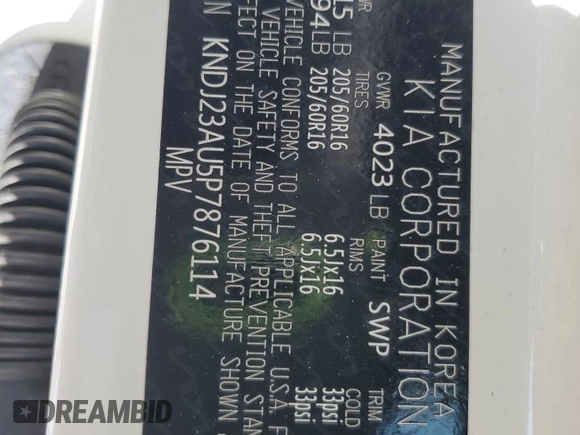 MANUFACTURED IN KOREA
KIA CORPORATION
GVWR 4023 LB PAINT SWP TRIM
TIRES RIMS COLD
LB 205/60R16 6.5JX16 33psi
94LB 205/60R16 6.5JX16 33psi
VEHICLE CONFORMS TO ALL APPLICABLE U.S.A.
VEHICLE SAFETY AND THEFT PREVENTION
ON THE DATE OF MANUFACTURE SHOWN
KNDJ23AU5P7876114
MPV
DREAMBID